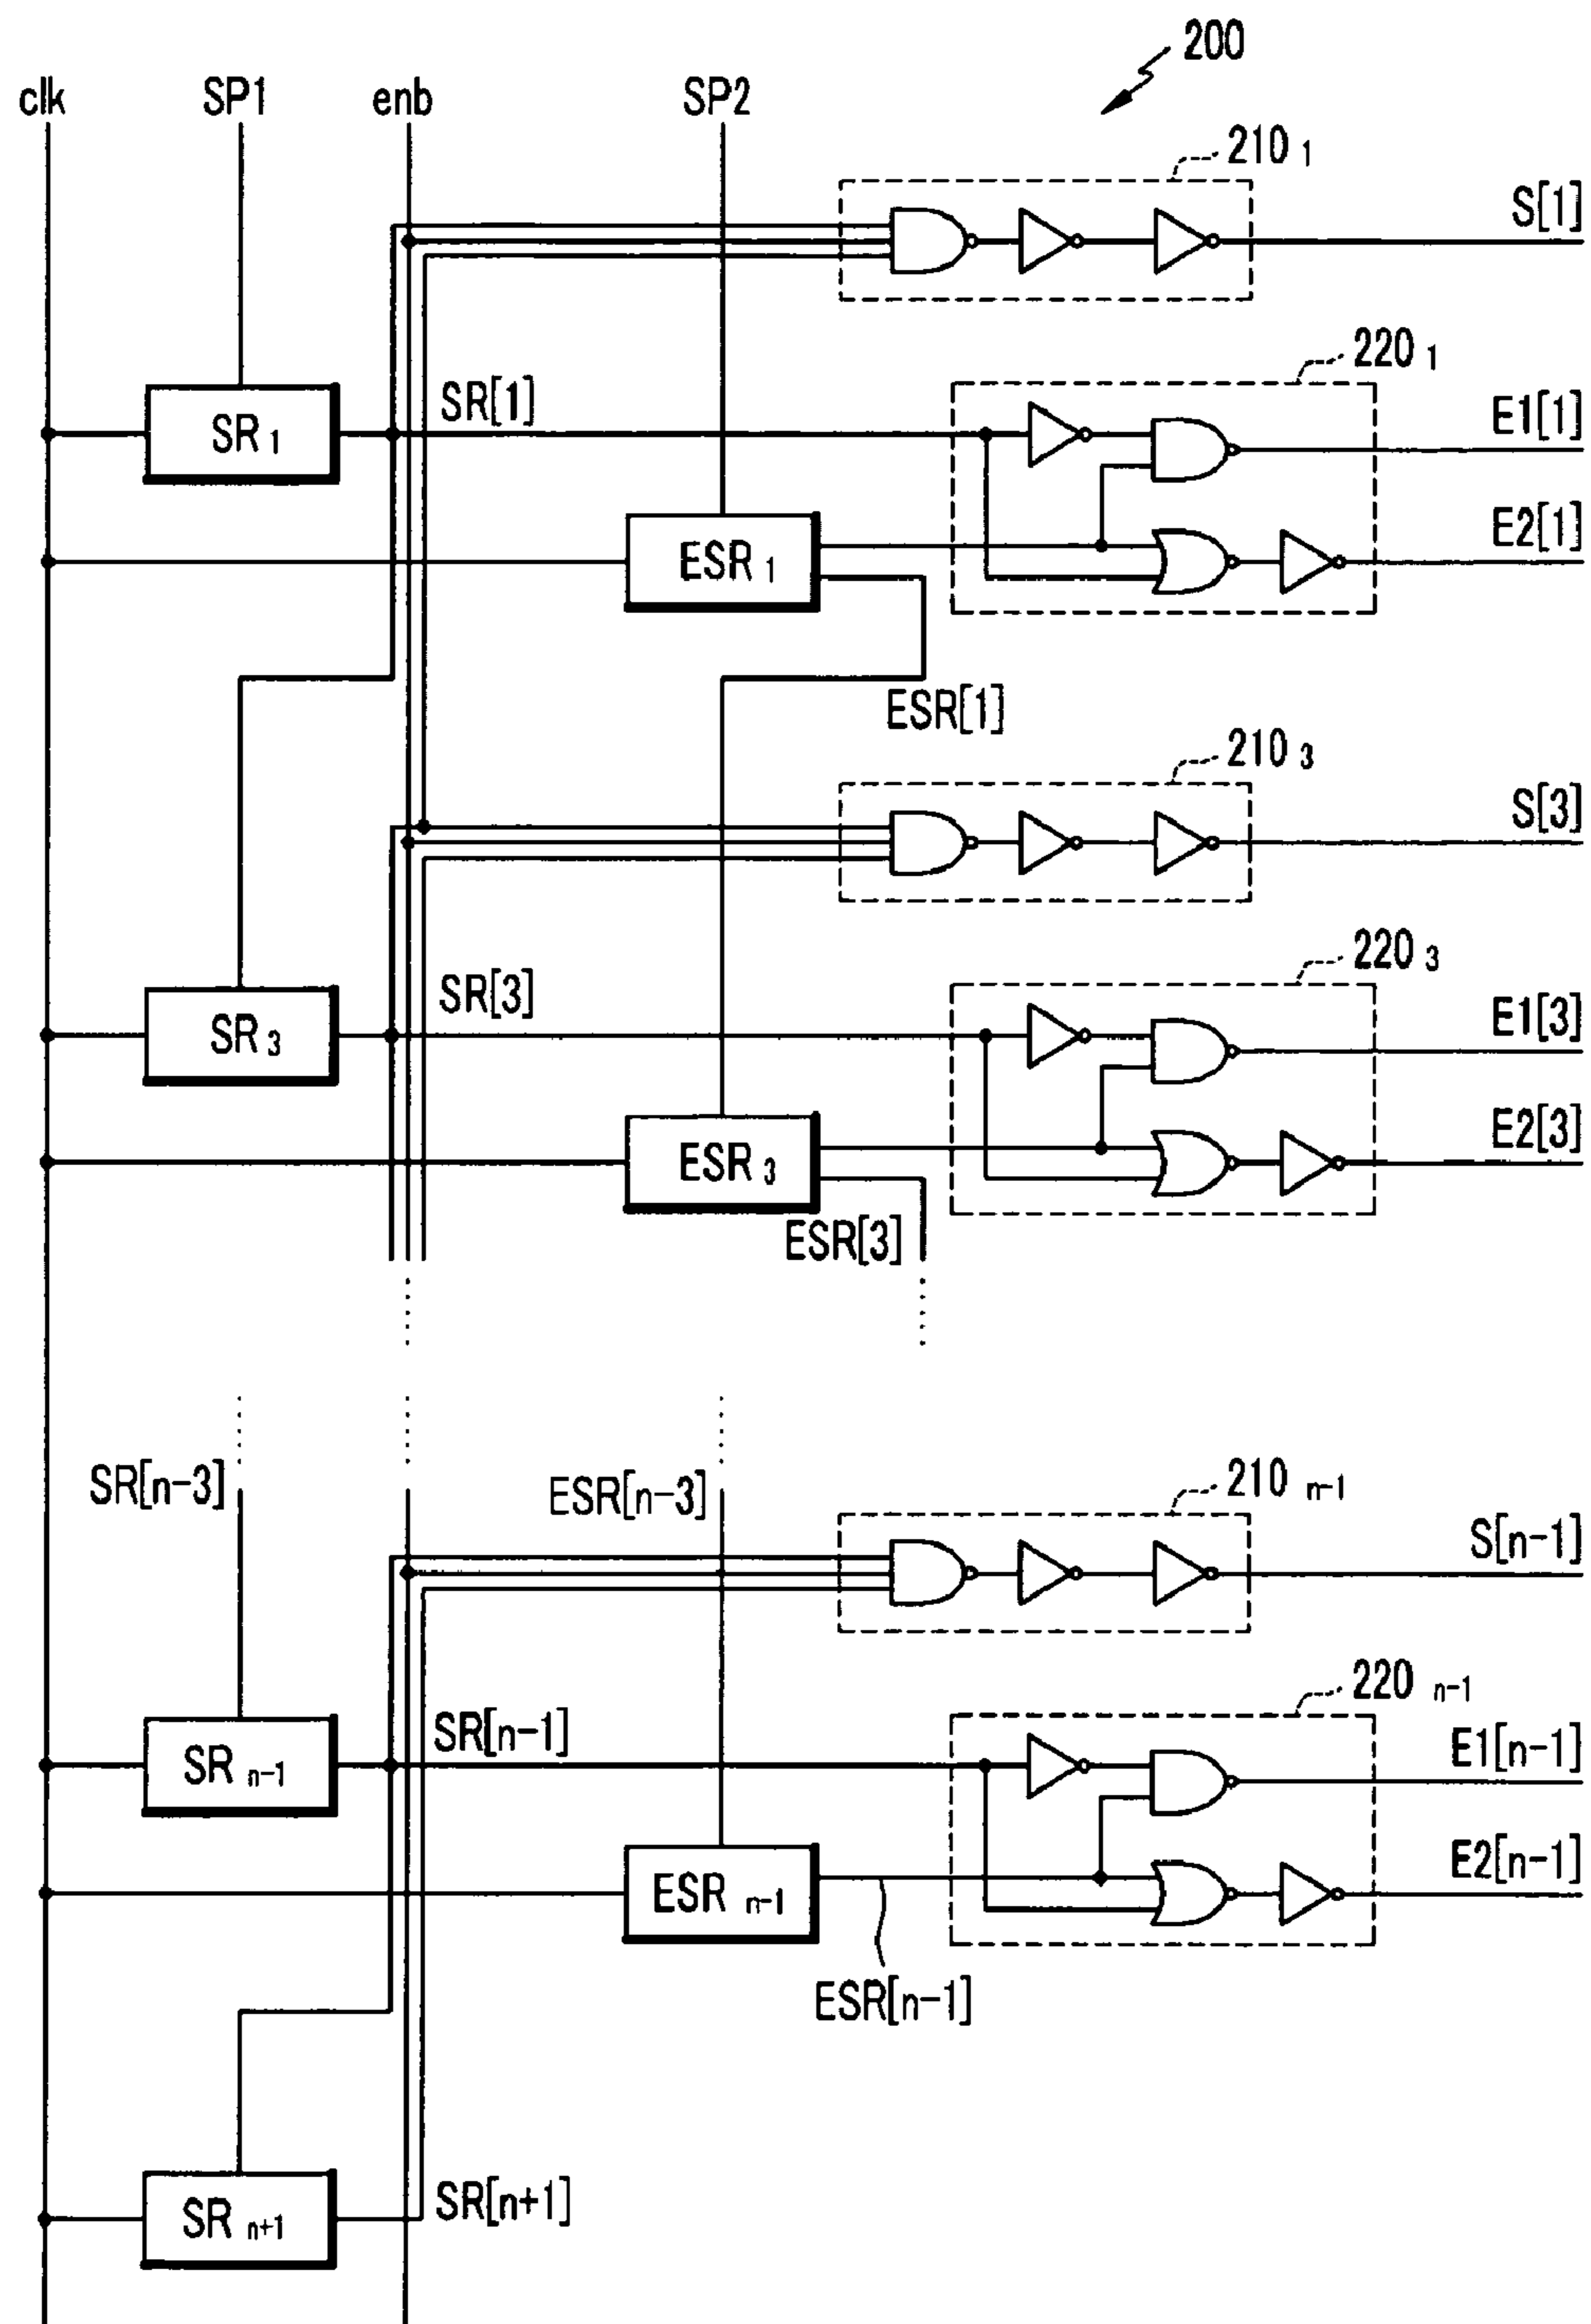 200
clk SP1 enb SP2
210 1
S[1]
220 1
SR[1] E1[1]
SR 1
E2[1]
ESR 1
ESR[1]
210 3
S[3]
220 3
SR[3] E1[3]
SR 3
E2[3]
ESR 3
ESR[3]
SR[n-3] ESR[n-3] 210 n-1
S[n-1]
220 n-1
SR[n-1] E1[n-1]
SR n-1
E2[n-1]
ESR n-1
ESR[n-1]
SR[n+1]
SR n+1